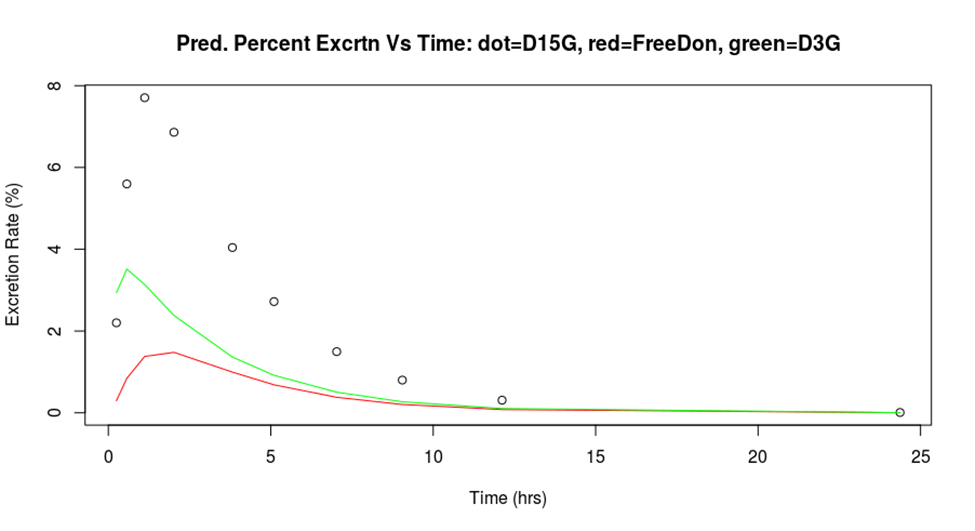 Pred. Percent Excrtn Vs Time: dot=D15G, red=FreeDon, green=D3G
Excretion Rate (%)
8
6
4
2
0
0 5 10 15 20 25
Time (hrs)